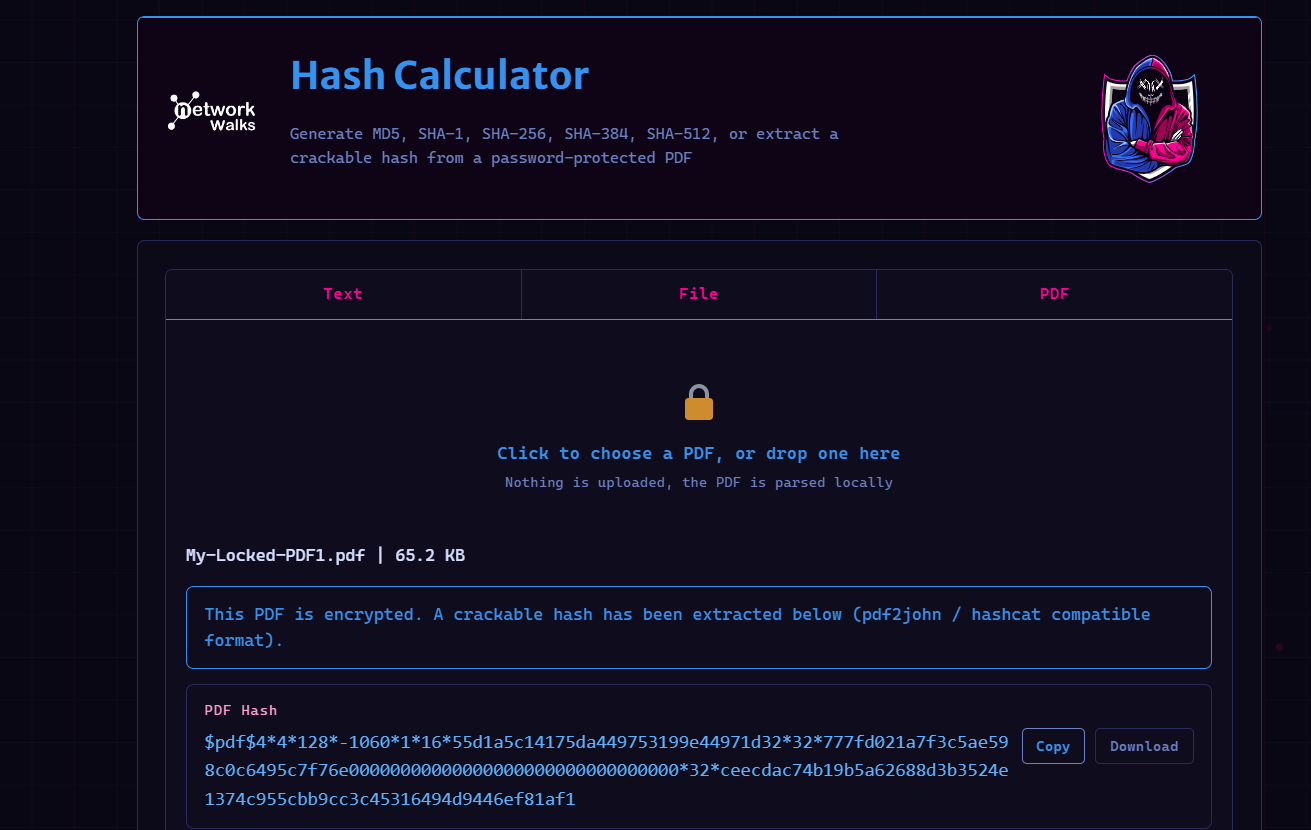 Hash Calculator
network
Walks
Generate MD5, SHA-1, SHA-256, SHA-384, SHA-512, or extract a
crackable hash from a password-protected PDF
Text File PDF
Click to choose a PDF, or drop one here
Nothing is uploaded, the PDF is parsed locally
My-Locked-PDF1.pdf | 65.2 KB
This PDF is encrypted. A crackable hash has been extracted below (pdf2john / hashcat compatible
format).
PDF Hash
$pdf$4*4*128*-1060*1*16*55d1a5c14175da449753199e44971d32*32*777fd021a7f3c5ae59
8c0c6495c7f76e00000000000000000000000000000000*32*ceecdac74b19b5a62688d3b3524e
1374c955cbb9cc3c45316494d9446ef81af1
Copy Download